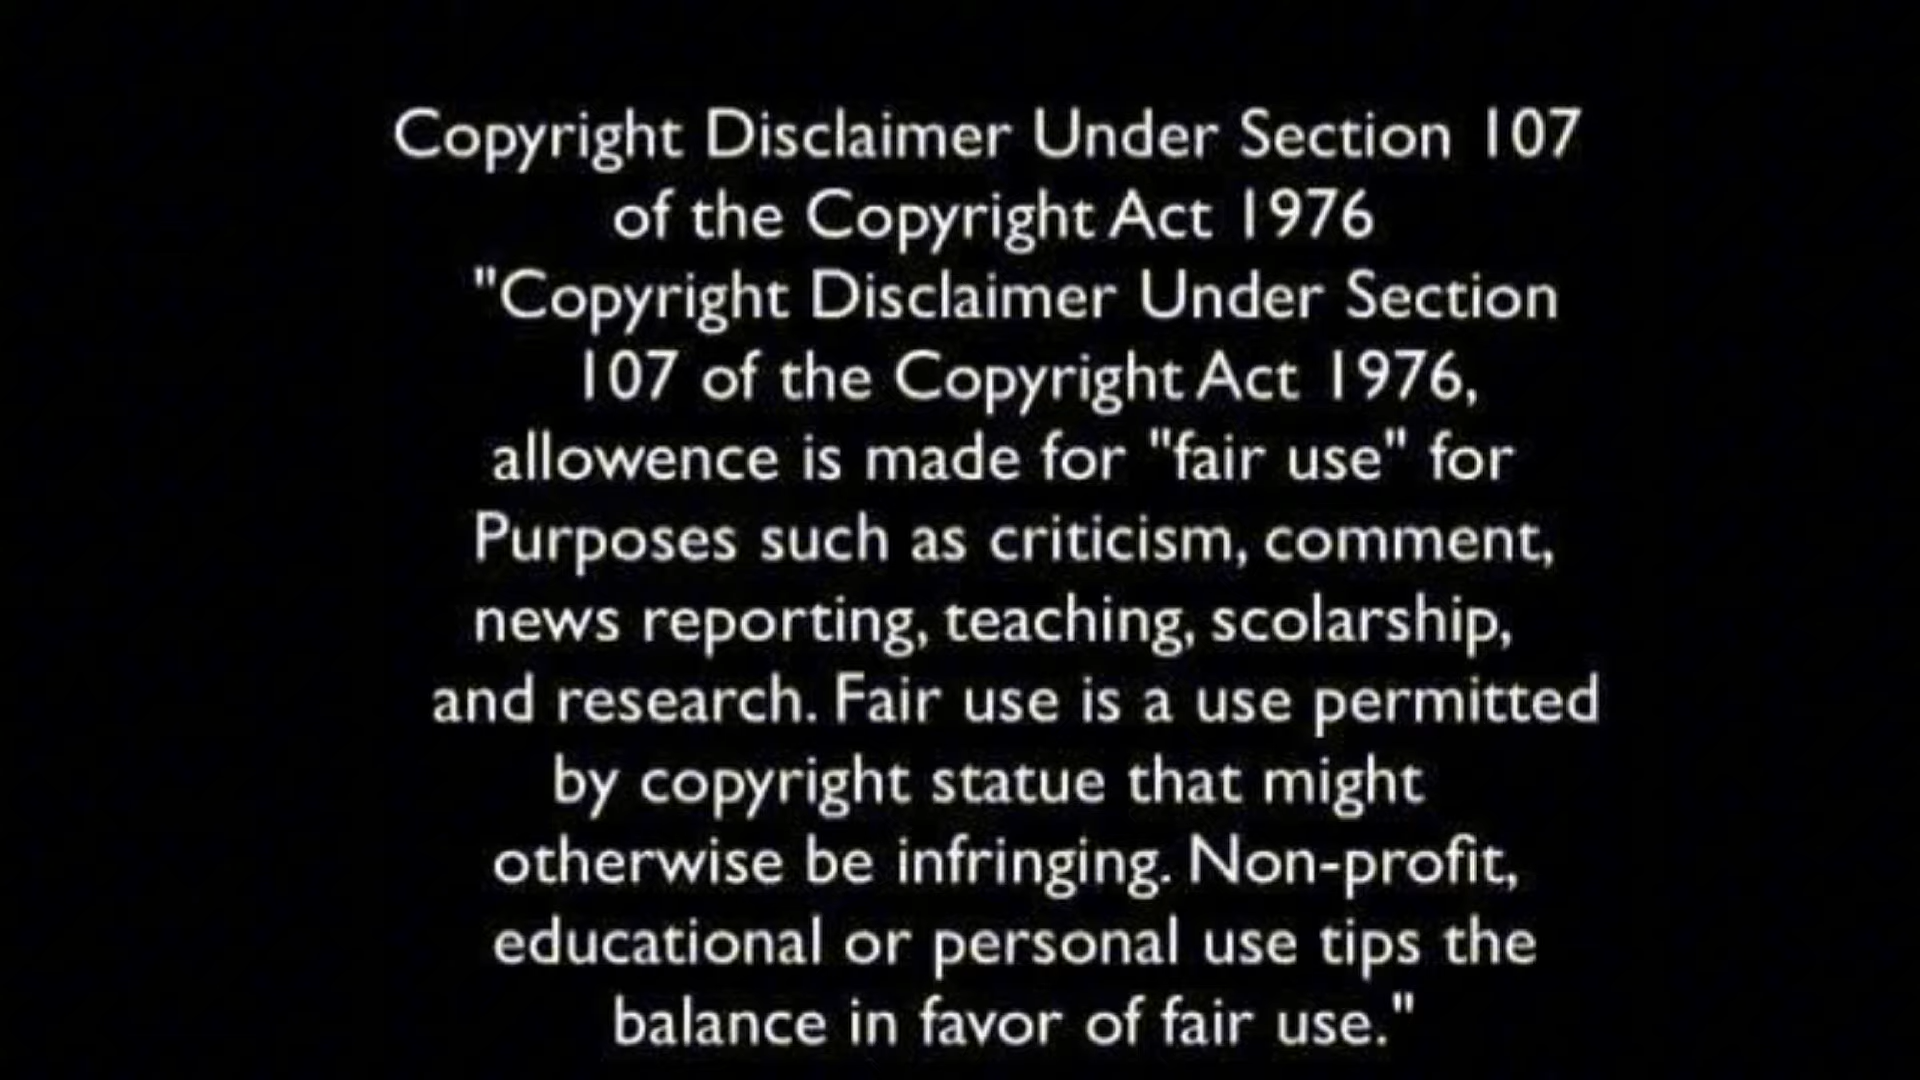 Copyright Disclaimer Under Section 107
of the Copyright Act 1976
"Copyright Disclaimer Under Section
107 of the Copyright Act 1976,
allowence is made for "fair use" for
Purposes such as criticism, comment,
news reporting, teaching, scolarship,
and research. Fair use is a use permitted
by copyright statue that might
otherwise be infringing. Non-profit,
educational or personal use tips the
balance in favor of fair use."